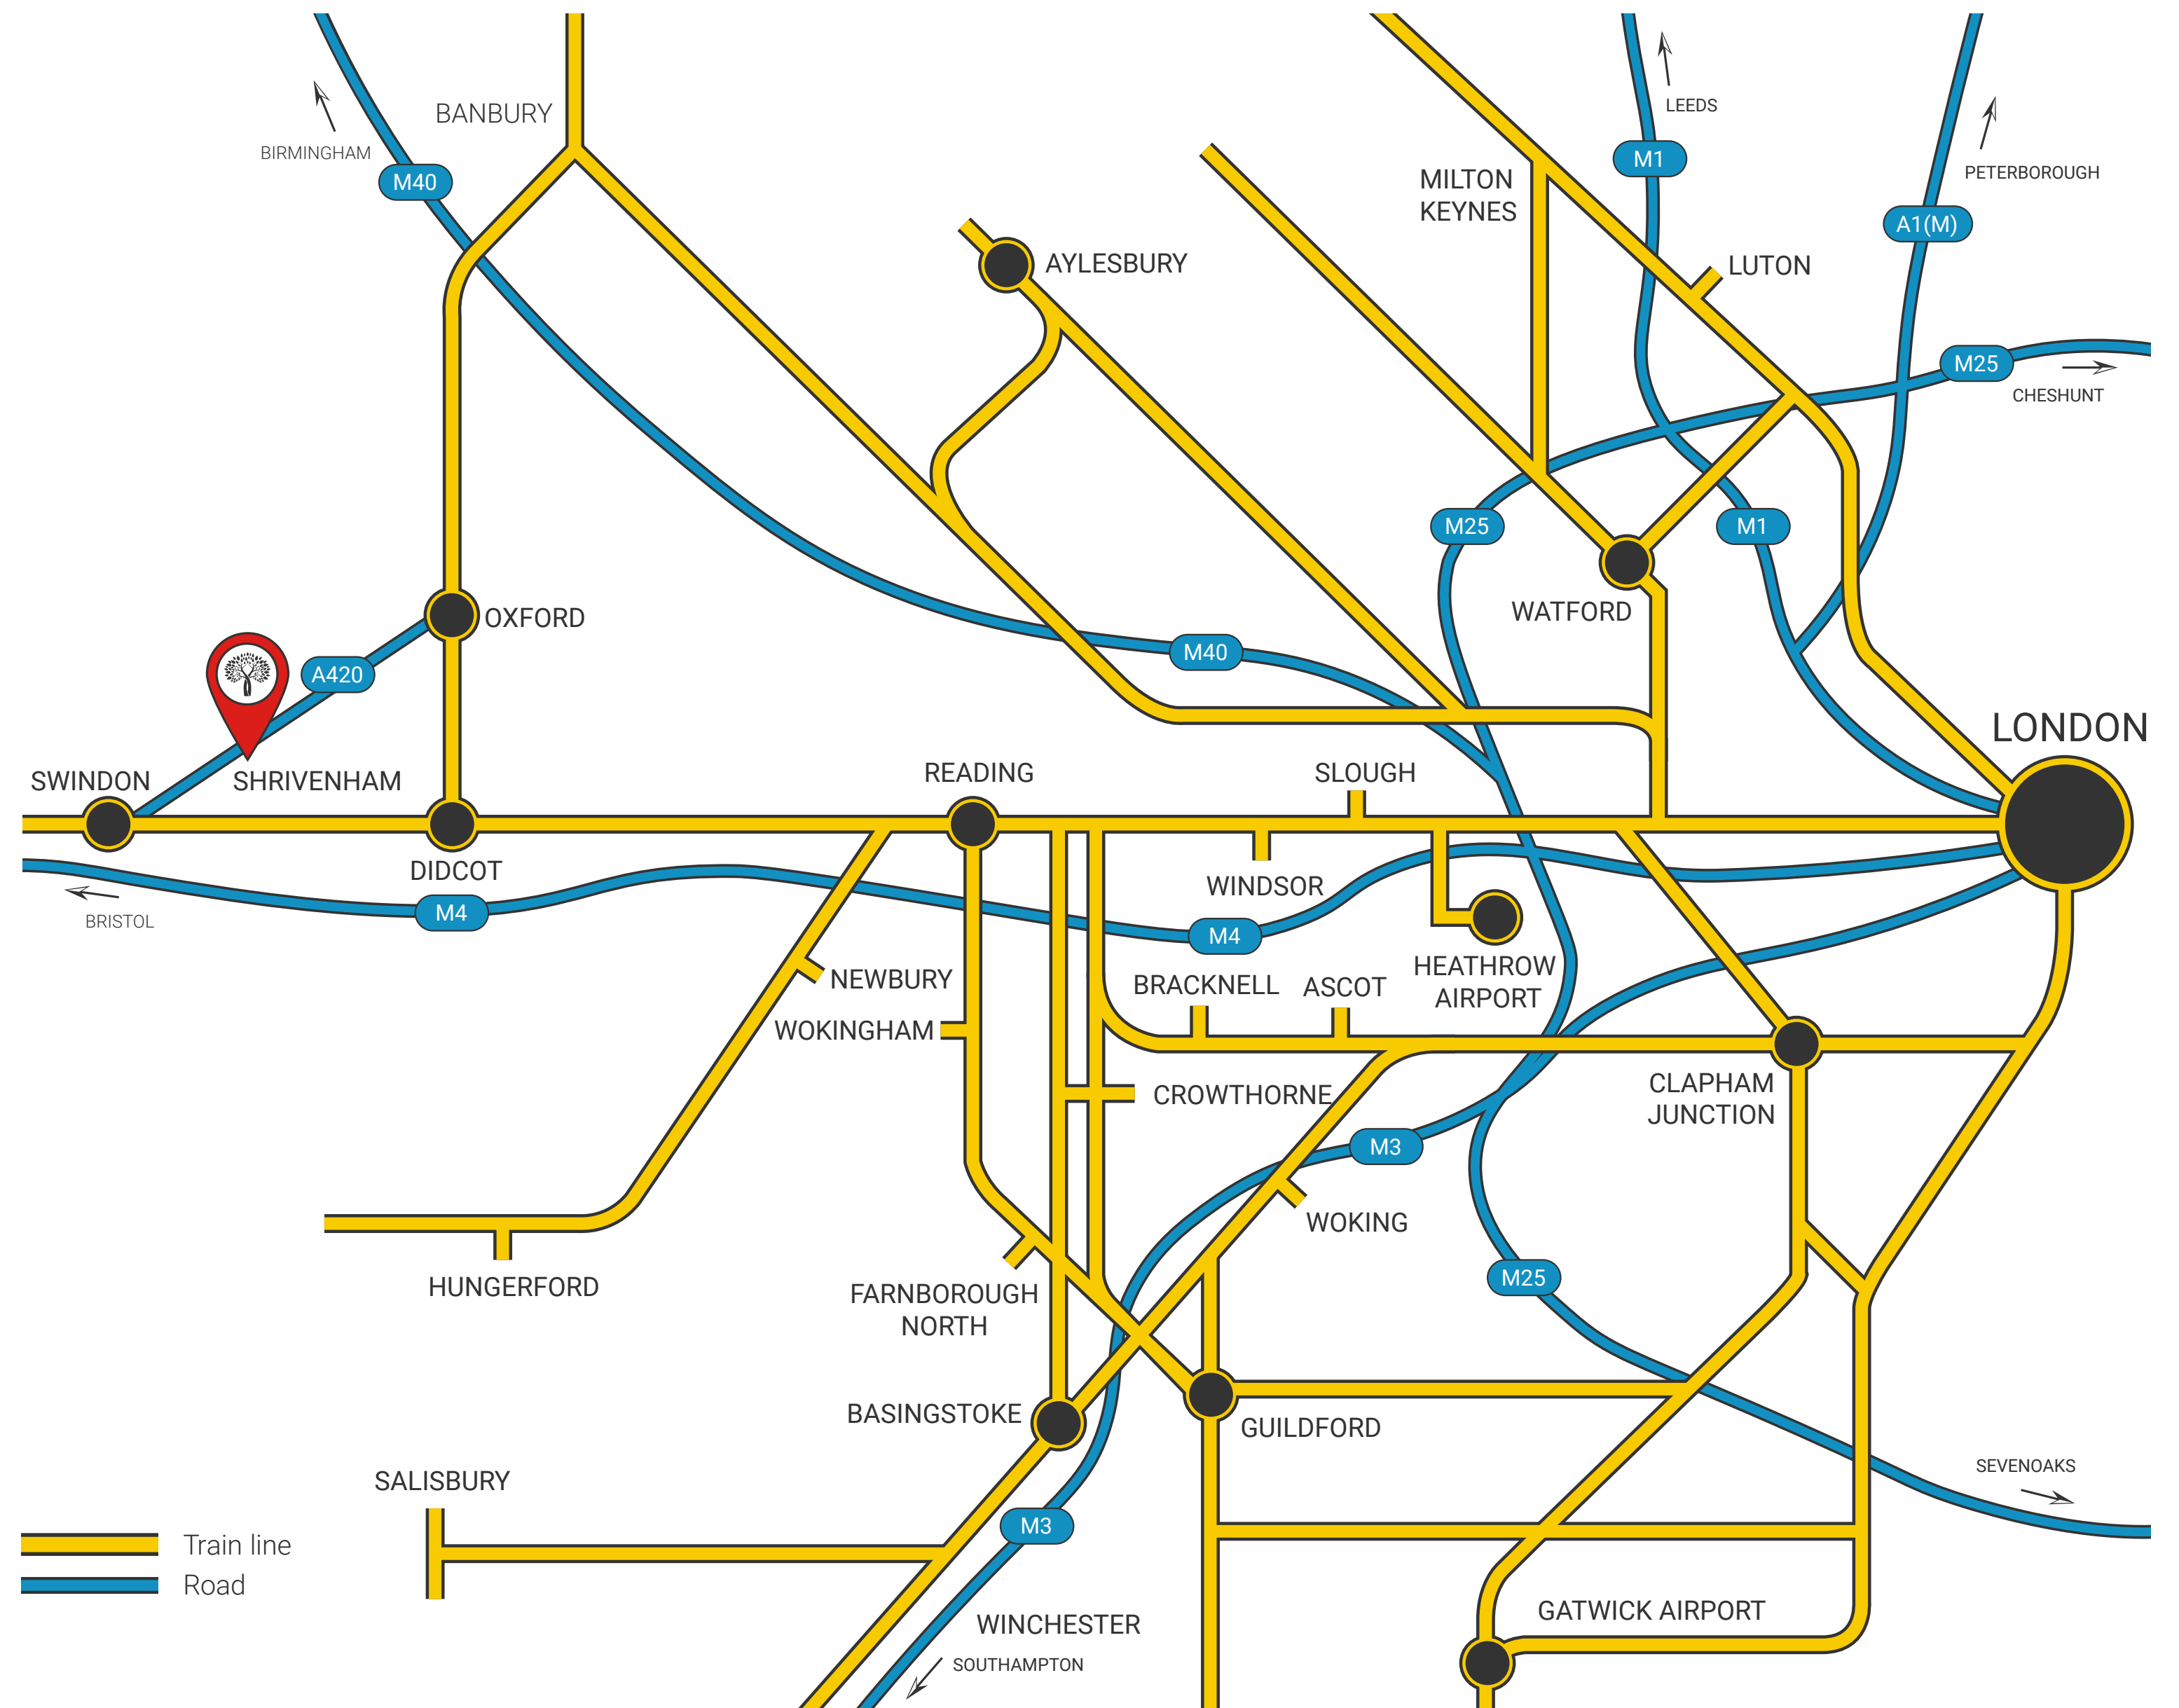 LEEDS
BANBURY
BIRMINGHAM
M40
M1
MILTON
KEYNES
PETERBOROUGH
A1(M)
AYLESBURY
LUTON
M25
CHESHUNT
M25
M1
WATFORD
OXFORD
M40
A420
LONDON
SWINDON
SHRIVENHAM
READING
SLOUGH
DIDCOT
WINDSOR
M4
BRISTOL
M4
HEATHROW
AIRPORT
NEWBURY
BRACKNELL
ASCOT
WOKINGHAM
CROWTHORNE
CLAPHAM
JUNCTION
M3
WOKING
HUNGERFORD
M25
FARNBOROUGH
NORTH
BASINGSTOKE
GUILDFORD
SALISBURY
SEVENOAKS
M3
Train line
Road
WINCHESTER
GATWICK AIRPORT
SOUTHAMPTON